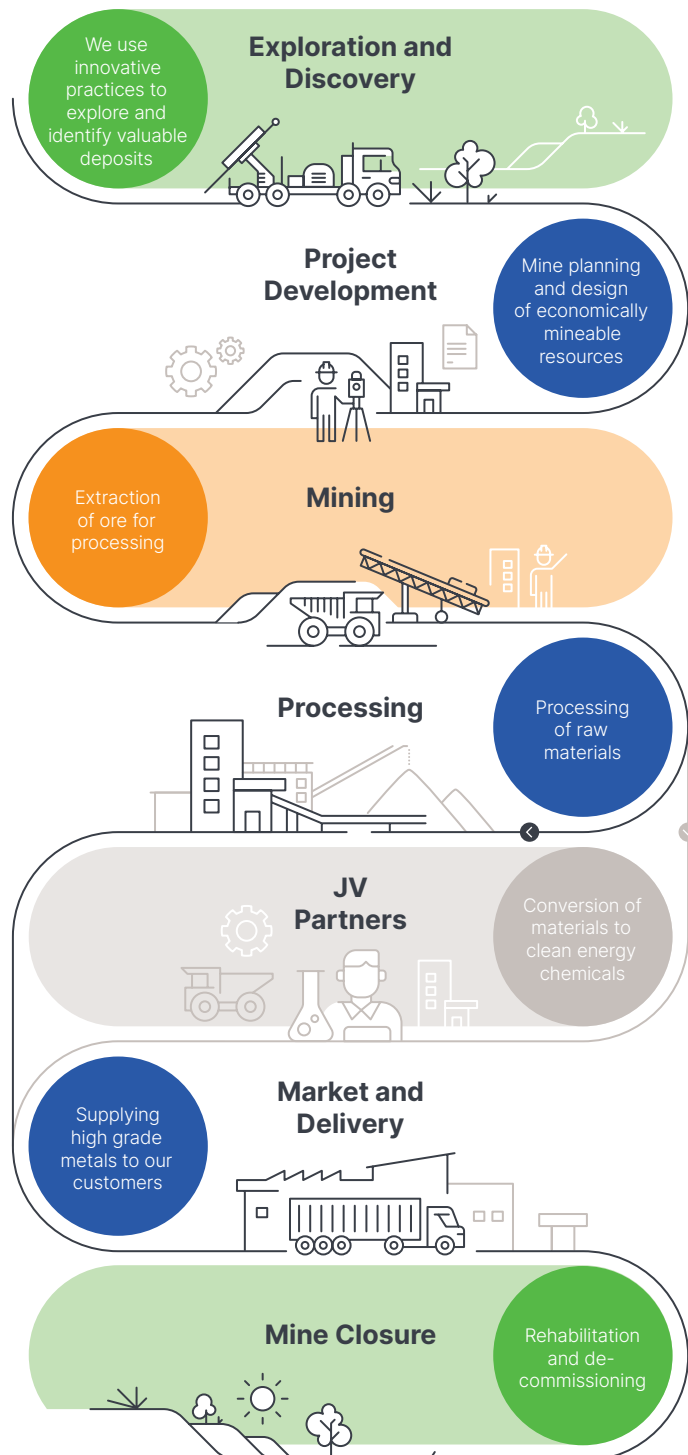 We use
innovative
practices to
explore and
identify valuable
deposits
Exploration and
Discovery
Project
Development
Mine planning
and design
of economically
mineable
resources
Extraction
of ore for
processing
Mining
Processing
Processing
of raw
materials
JV
Partners
Conversion of
materials to
clean energy
chemicals
Market and
Delivery
Supplying
high grade
metals to our
customers
Mine Closure
Rehabilitation
and de-
commissioning